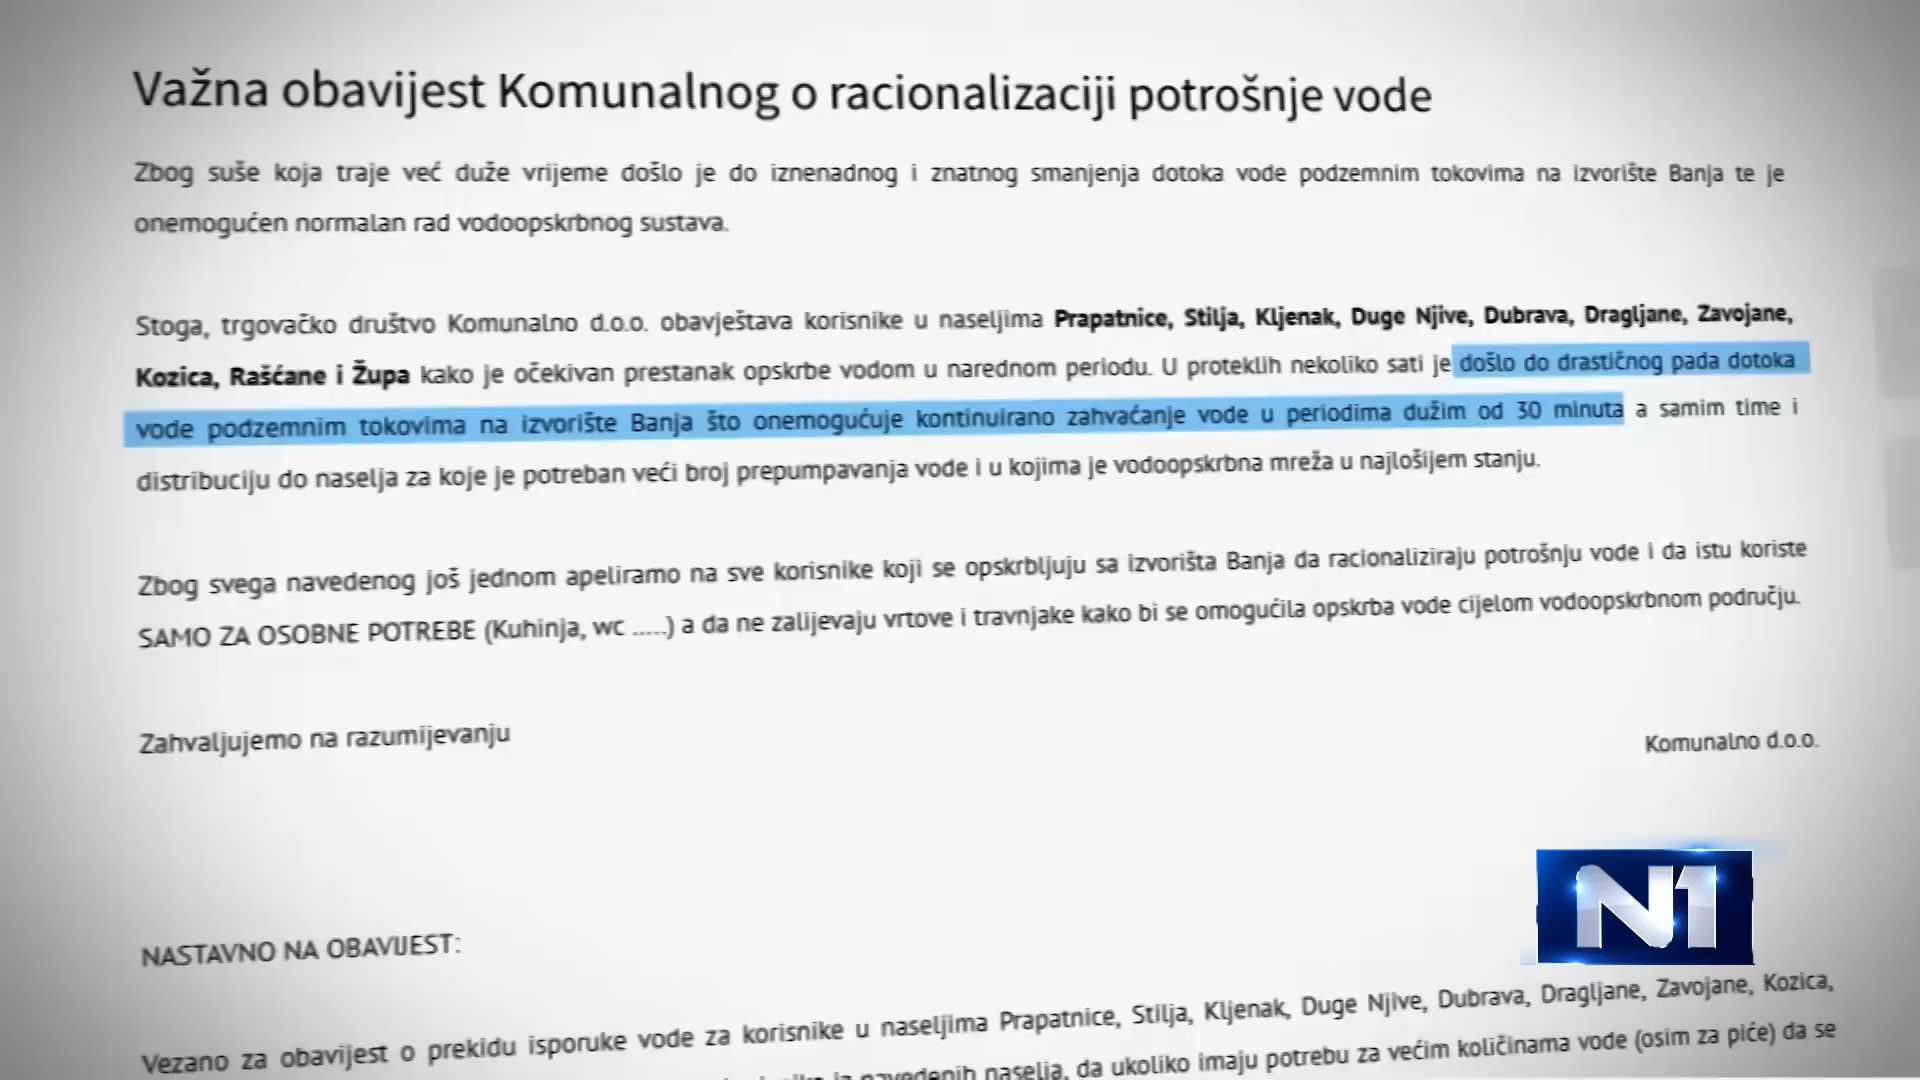 Važna obavijest Komunalnog o racionalizaciji potrošnje vode
Zbog suše koja traje već duže vrijeme došlo je do iznenadnog i znatnog smanjenja dotoka vode podzemnim tokovima na izvorište Banja te je
onemogućen normalan rad vodoopskrbnog sustava.
Stoga, trgovačko društvo Komunalno d.o.o. obavještava korisnike u naseljima Prapatnice, Stilja, Kljenak, Duge Njive, Dubrava, Dragljane, Zavojane,
Kozica, Rašćane i Župa kako je očekivan prestanak opskrbe vodom u narednom periodu. U proteklih nekoliko sati je došlo do drastičnog pada dotoka
vode podzemnim tokovima na izvorište Banja što onemogućuje kontinuirano zahvaćanje vode u periodima dužim od 30 minuta a samim time i
distribuciju do naselja za koje je potreban veći broj prepumpavanja vode i u kojima je vodoopskrbna mreža u najlošijem stanju.
Zbog svega navedenog još jednom apeliramo na sve korisnike koji se opskrbljuju sa izvorišta Banja da racionaliziraju potrošnju vode i da istu koriste
SAMO ZA OSOBNE POTREBE (Kuhinja, wc .....) a da ne zalijevaju vrtove i travnjake kako bi se omogućila opskrba vode cijelom vodoopskrbnom području.
Zahvaljujemo na razumijevanju
Komunalno d.o.o.
N1
NASTAVNO NA OBAVIJEST:
Vezano za obavijest o prekidu isporuke vode za korisnike u naseljima Prapatnice, Stilja, Kljenak, Duge Njive, Dubrava, Dragljane, Zavojane, Kozica,
navedenih naselja, da ukoliko imaju potrebu za većim količinama vode (osim za piće) da se